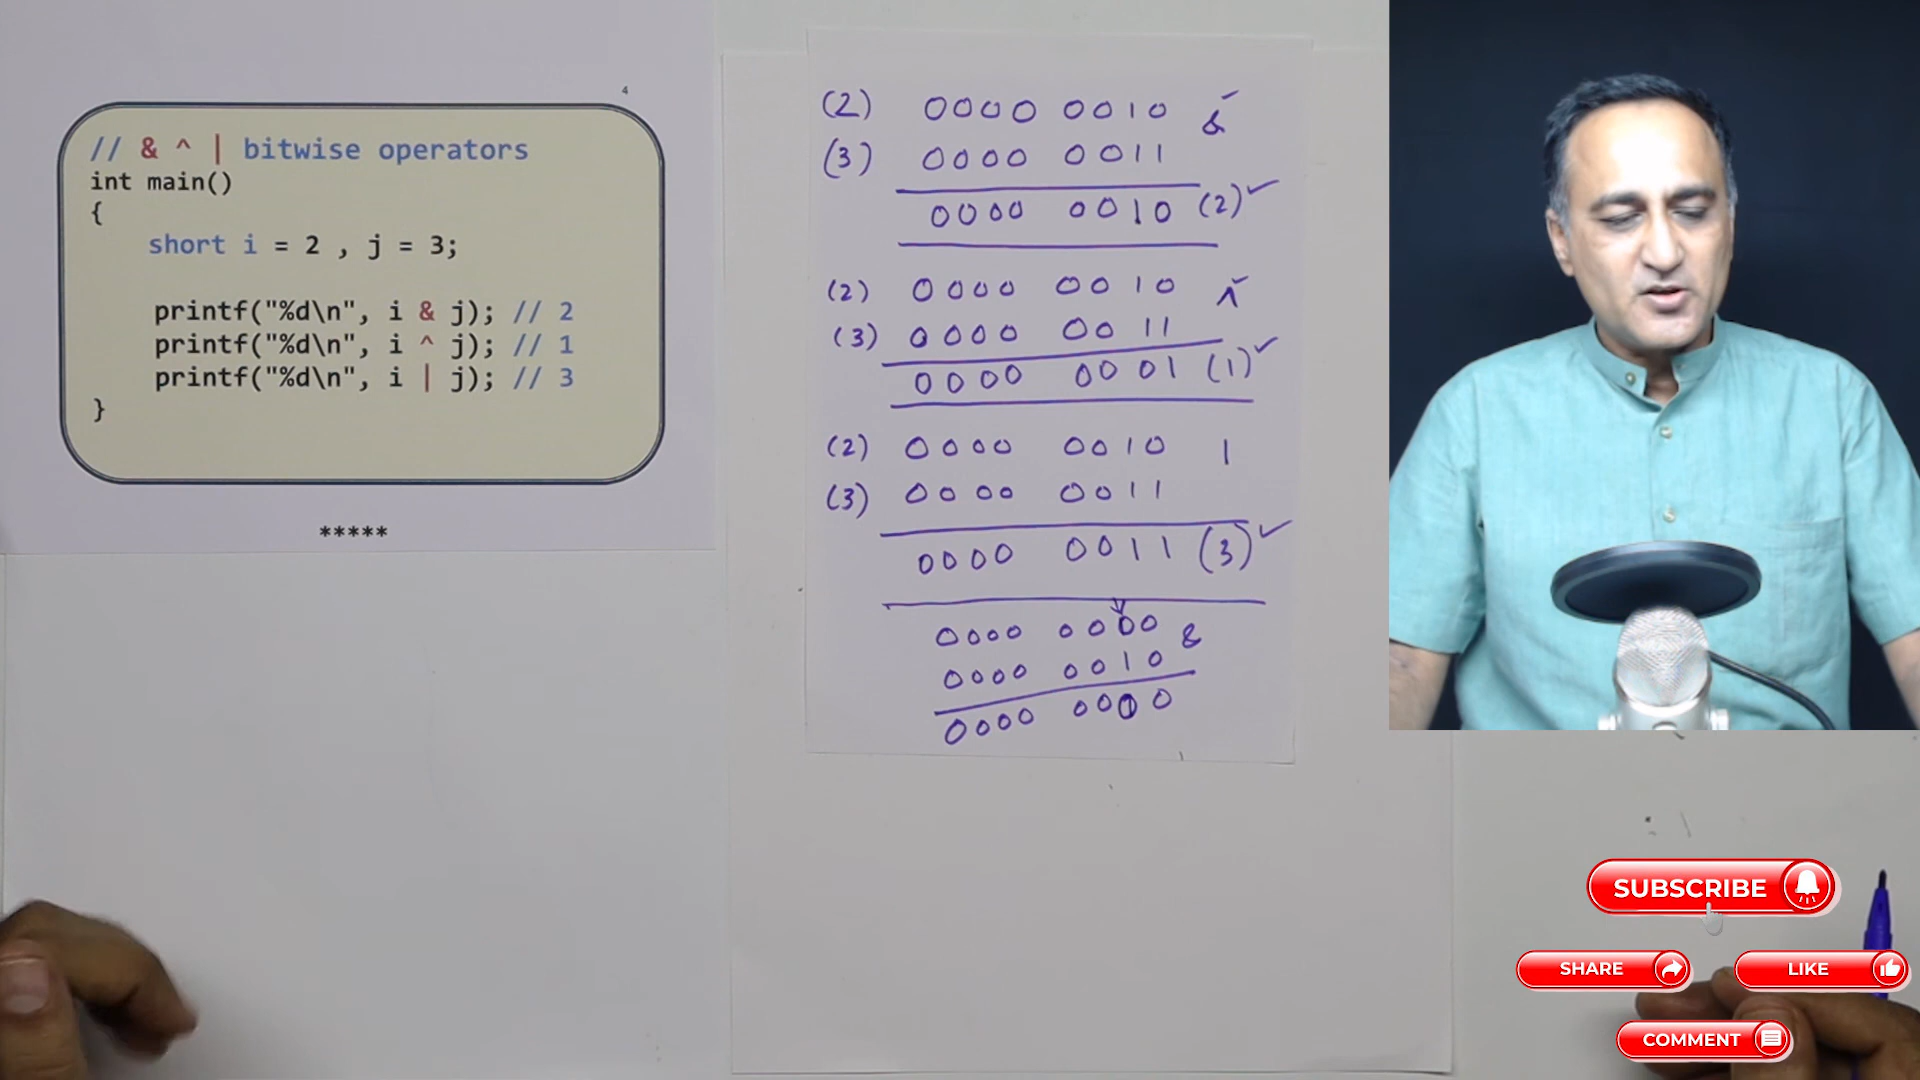 4
// & ^ | bitwise operators
int main()
{
short i = 2 , j = 3;
printf("%d\n", i & j); // 2
printf("%d\n", i ^ j); // 1
printf("%d\n", i | j); // 3
}
*****
(2) 0000 0010 &
(3) 0000 0011
0000 0010 (2) ✓
(2) 0000 0010 ^
(3) 0000 0011
0000 0001 (1) ✓
(2) 0000 0010 |
(3) 0000 0011
0000 0011 (3) ✓
0000 0000 &
0000 0010
0000 0000
SUBSCRIBE
SHARE
LIKE
COMMENT